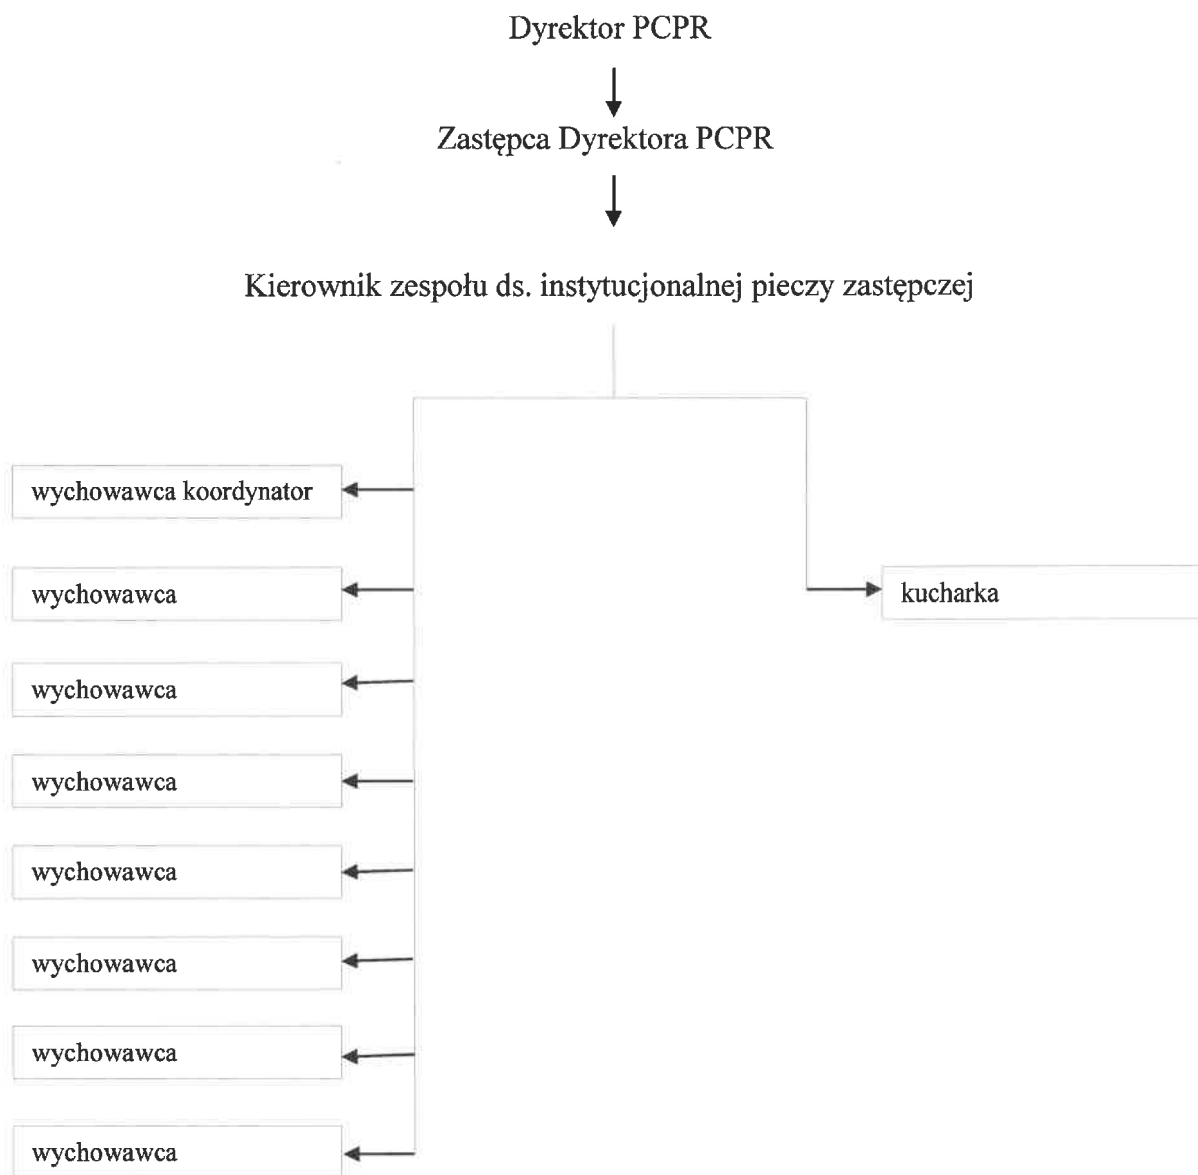 Dyrektor PCPR
Zastępca Dyrektora PCPR
Kierownik zespołu ds. instytucjonalnej pieczy zastępczej
wychowawca koordynator
wychowawca
kucharka
wychowawca
wychowawca
wychowawca
wychowawca
wychowawca
wychowawca